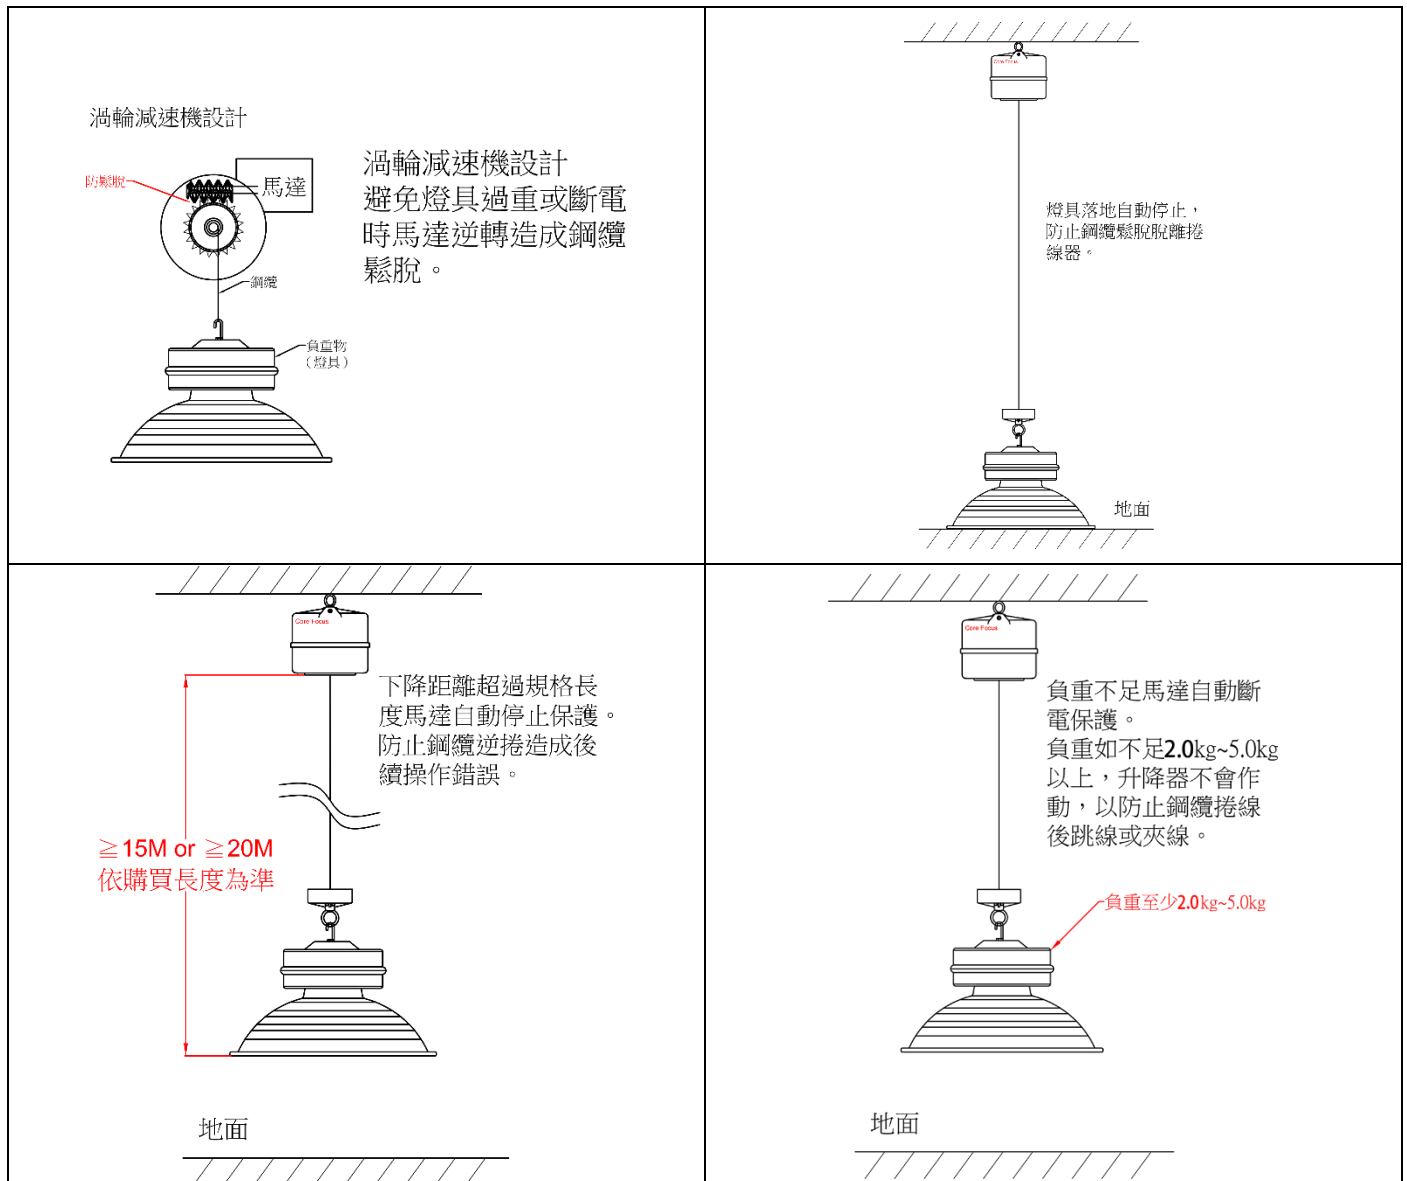 渦輪減速機設計
防鬆脫
馬達
鋼纜
負重物
（燈具）
渦輪減速機設計
避免燈具過重或斷電
時馬達逆轉造成鋼纜
鬆脫。
Core Focus
燈具落地自動停止，
防止鋼纜鬆脫脫離捲
線器。
地面
Core Focus
下降距離超過規格長
度馬達自動停止保護。
防止鋼纜逆捲造成後
續操作錯誤。
≧15M or ≧20M
依購買長度為準
地面
Core Focus
負重不足馬達自動斷
電保護。
負重如不足2.0kg~5.0kg
以上，升降器不會作
動，以防止鋼纜捲線
後跳線或夾線。
負重至少2.0kg~5.0kg
地面